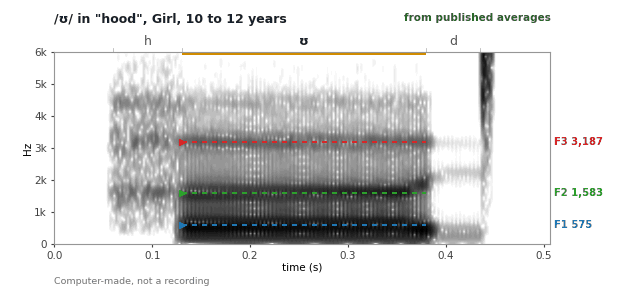 /ʊ/ in "hood", Girl, 10 to 12 years
from published averages
h ʊ d
6k
5k
4k
3k
2k
1k
0
Hz
F3 3,187
F2 1,583
F1 575
0.0 0.1 0.2 0.3 0.4 0.5
time (s)
Computer-made, not a recording